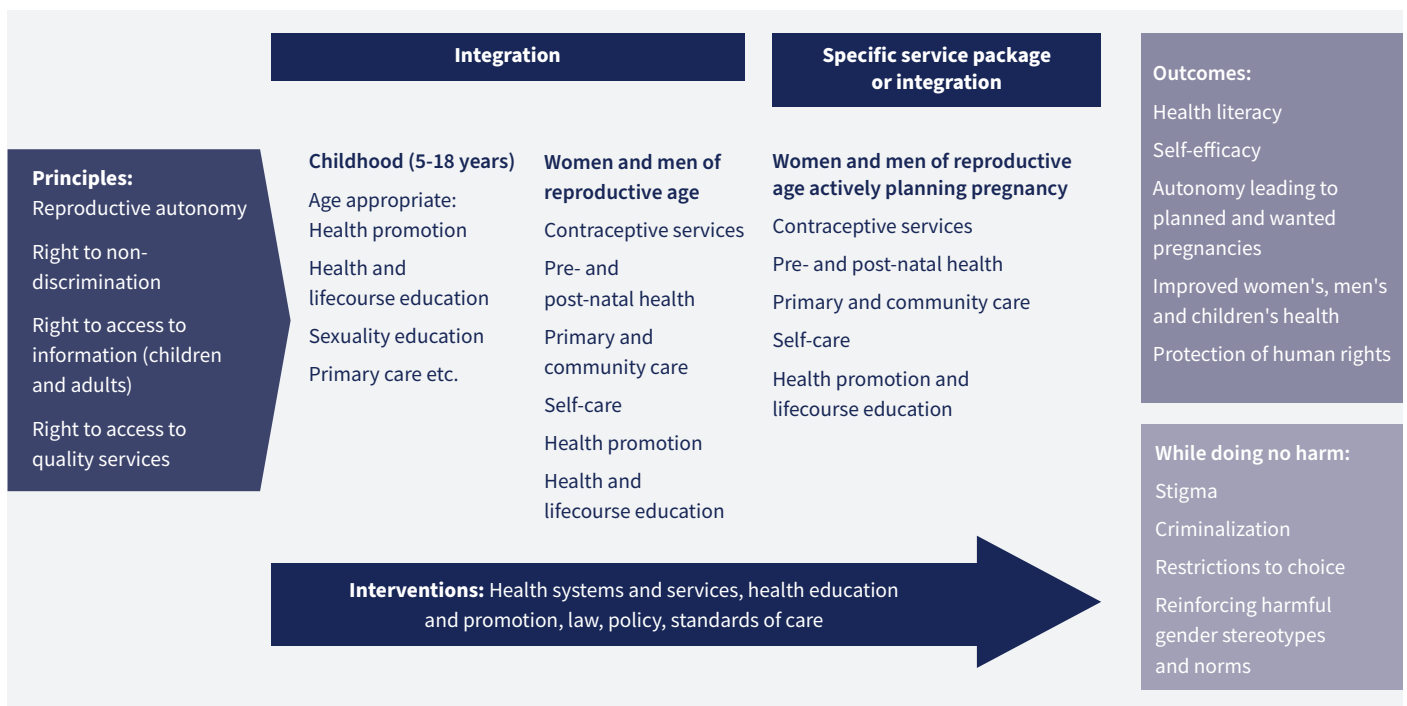 Integration
Specific service package
or integration
Principles:
Reproductive autonomy
Right to non-
discrimination
Right to access to
information (children
and adults)
Right to access to
quality services
Childhood (5-18 years)
Age appropriate:
Health promotion
Health and
lifecourse education
Sexuality education
Primary care etc.
Women and men of
reproductive age
Contraceptive services
Pre- and
post-natal health
Primary and
community care
Self-care
Health promotion
Health and
lifecourse education
Women and men of reproductive
age actively planning pregnancy
Contraceptive services
Pre- and post-natal health
Primary and community care
Self-care
Health promotion and
lifecourse education
Interventions: Health systems and services, health education
and promotion, law, policy, standards of care
Outcomes:
Health literacy
Self-efficacy
Autonomy leading to
planned and wanted
pregnancies
Improved women's, men's
and children's health
Protection of human rights
While doing no harm:
Stigma
Criminalization
Restrictions to choice
Reinforcing harmful
gender stereotypes
and norms